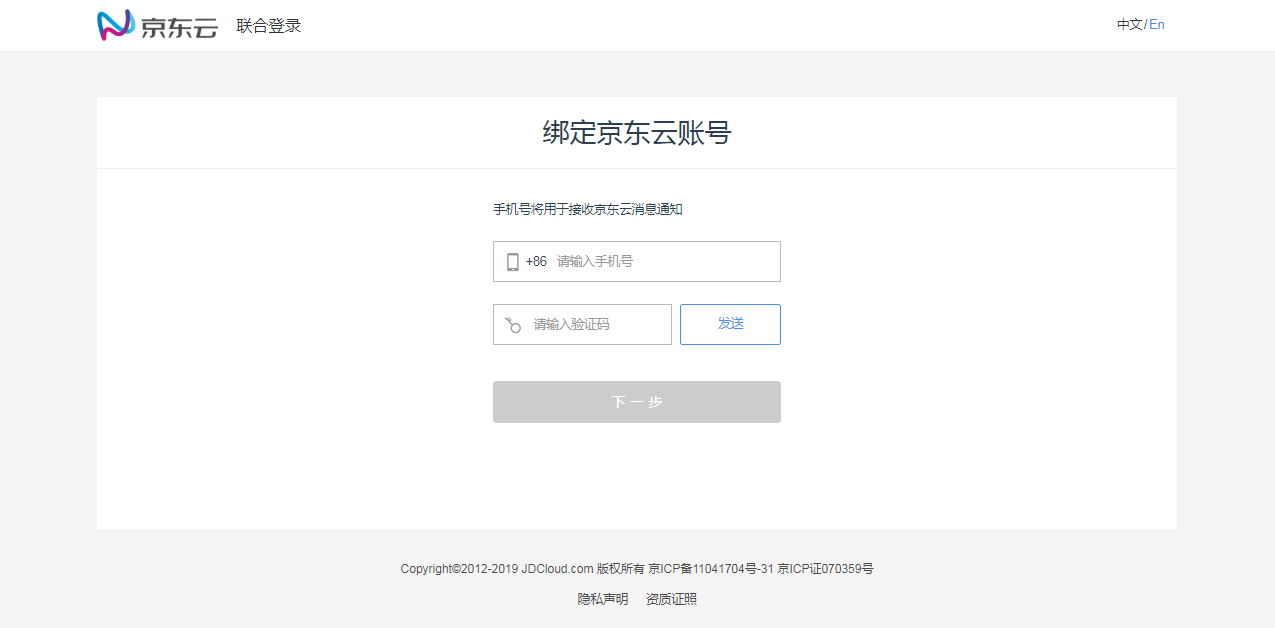 京东云 联合登录 中文/En
绑定京东云账号
手机号将用于接收京东云消息通知
+86 请输入手机号
请输入验证码 发送
下一步
Copyright©2012-2019 JDCloud.com 版权所有 京ICP备11041704号-31 京ICP证070359号
隐私声明 资质证照